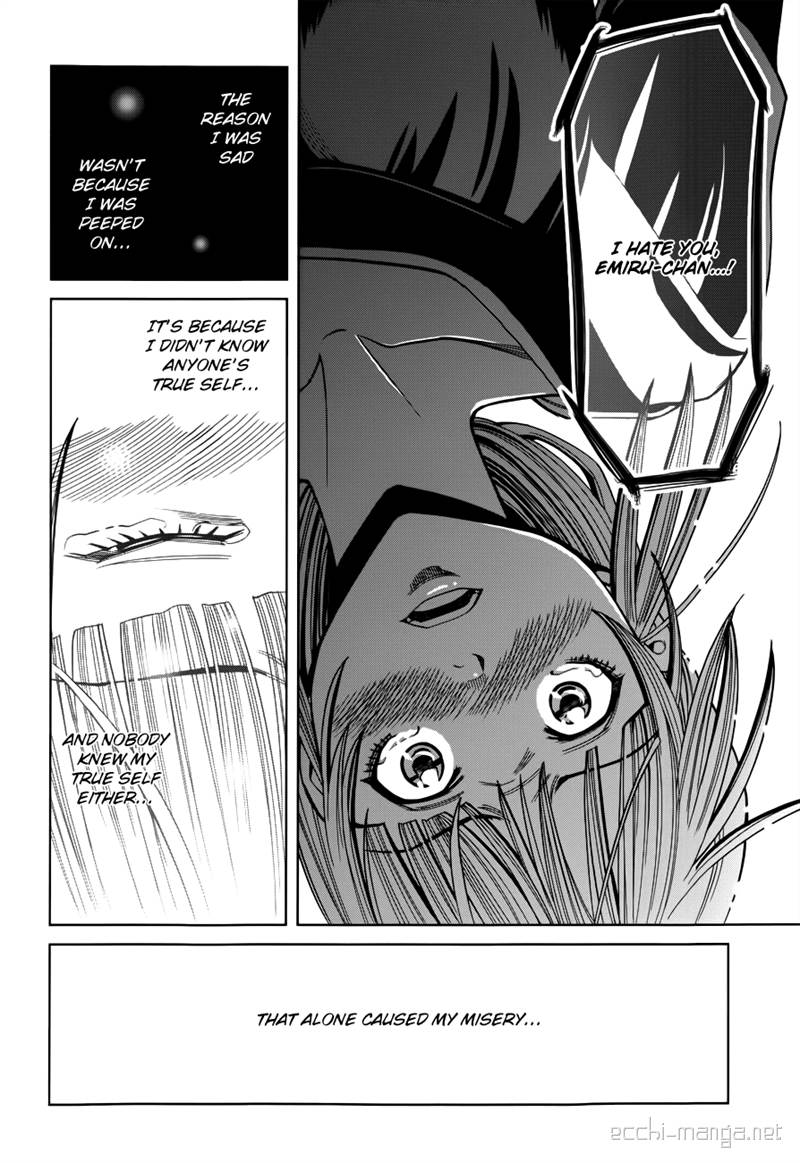 I HATE YOU,
EMIRU-CHAN...!
THE
REASON
I WAS
SAD
WASN'T
BECAUSE
I WAS
PEEPED
ON...
IT'S BECAUSE
I DIDN'T KNOW
ANYONE'S
TRUE SELF...
AND NOBODY
KNEW MY
TRUE SELF
EITHER...
THAT ALONE CAUSED MY MISERY...
ecchi-manga.net